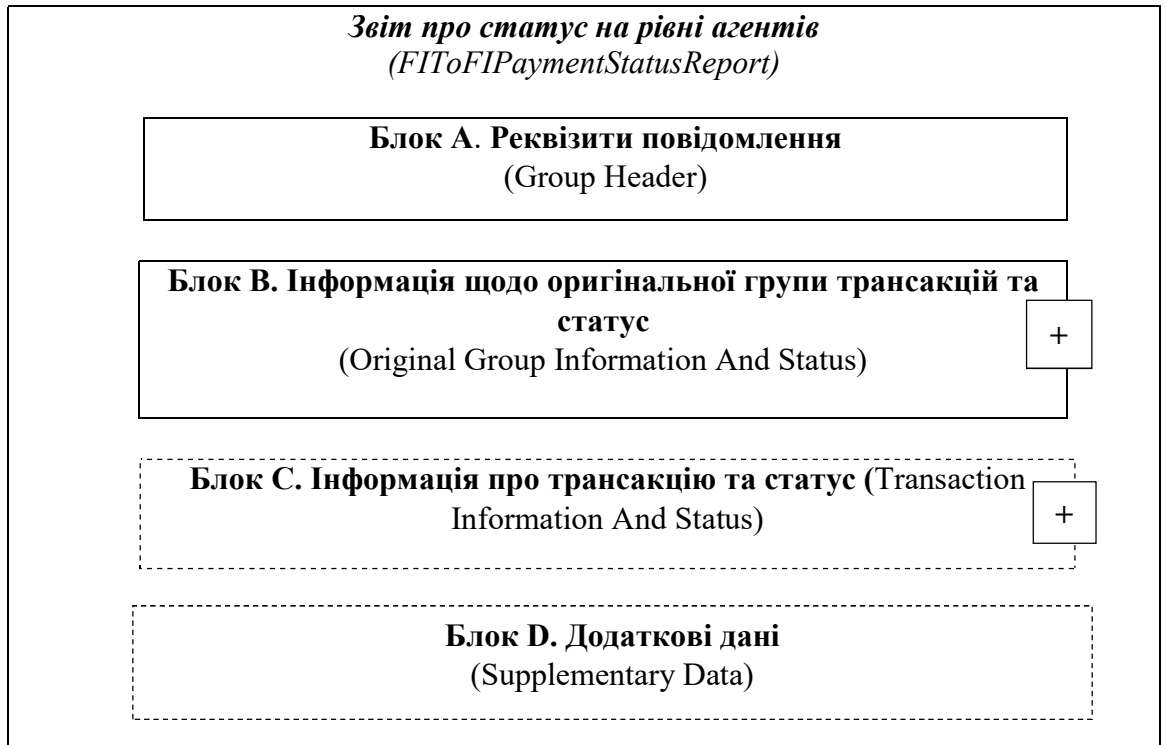 Звіт про статус на рівні агентів
(FIToFIPaymentStatusReport)
Блок A. Реквізити повідомлення
(Group Header)
Блок B. Інформація щодо оригінальної групи трансакцій та
статус
(Original Group Information And Status)
+
Блок C. Інформація про трансакцію та статус (Transaction
Information And Status)
+
Блок D. Додаткові дані
(Supplementary Data)